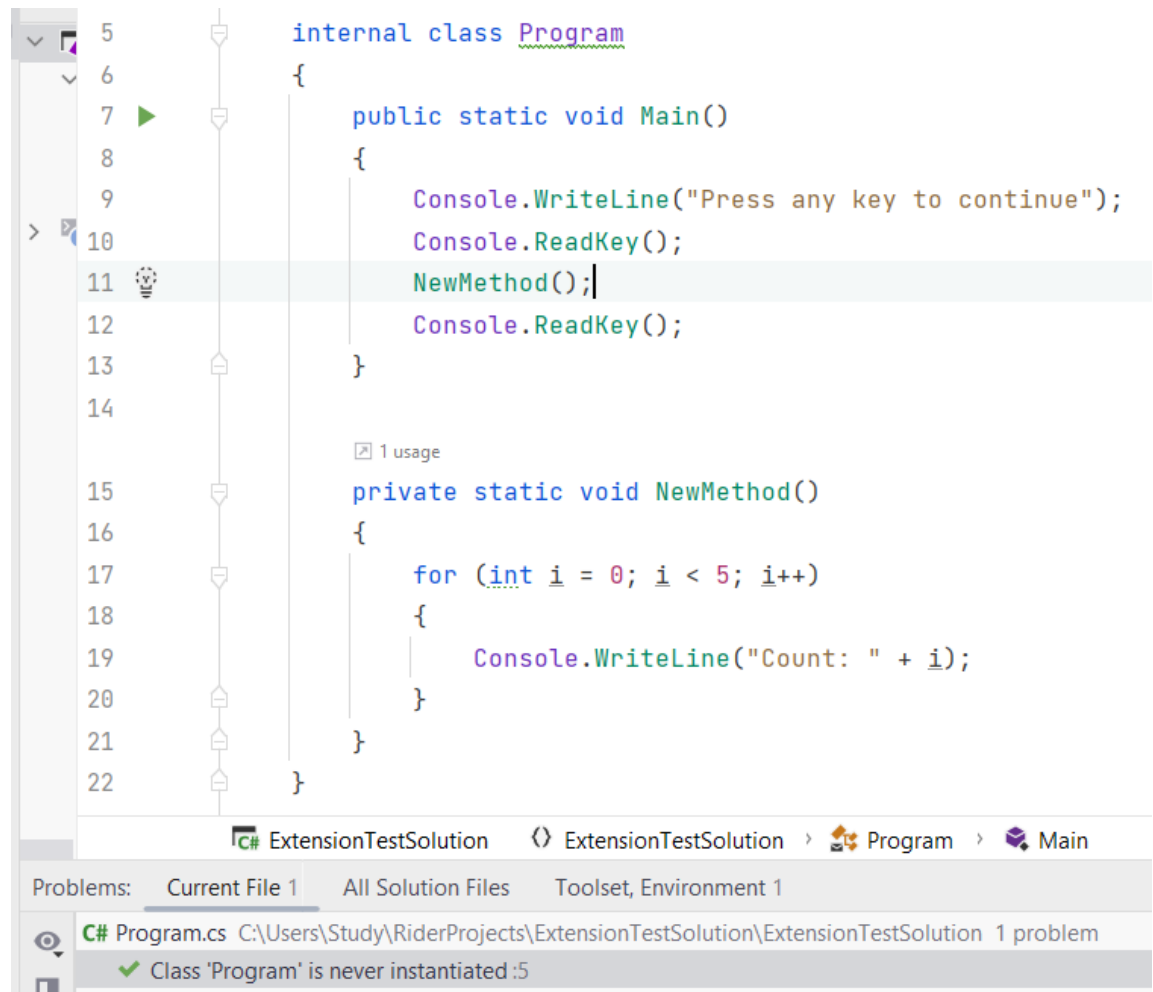 5 internal class Program
6 {
7 public static void Main()
8 {
9 Console.WriteLine("Press any key to continue");
10 Console.ReadKey();
11 NewMethod();
12 Console.ReadKey();
13 }
14
1 usage
15 private static void NewMethod()
16 {
17 for (int i = 0; i < 5; i++)
18 {
19 Console.WriteLine("Count: " + i);
20 }
21 }
22 }
C# ExtensionTestSolution ExtensionTestSolution › Program › Main
Problems: Current File 1 All Solution Files Toolset, Environment 1
C# Program.cs C:\Users\Study\RiderProjects\ExtensionTestSolution\ExtensionTestSolution 1 problem
Class 'Program' is never instantiated :5